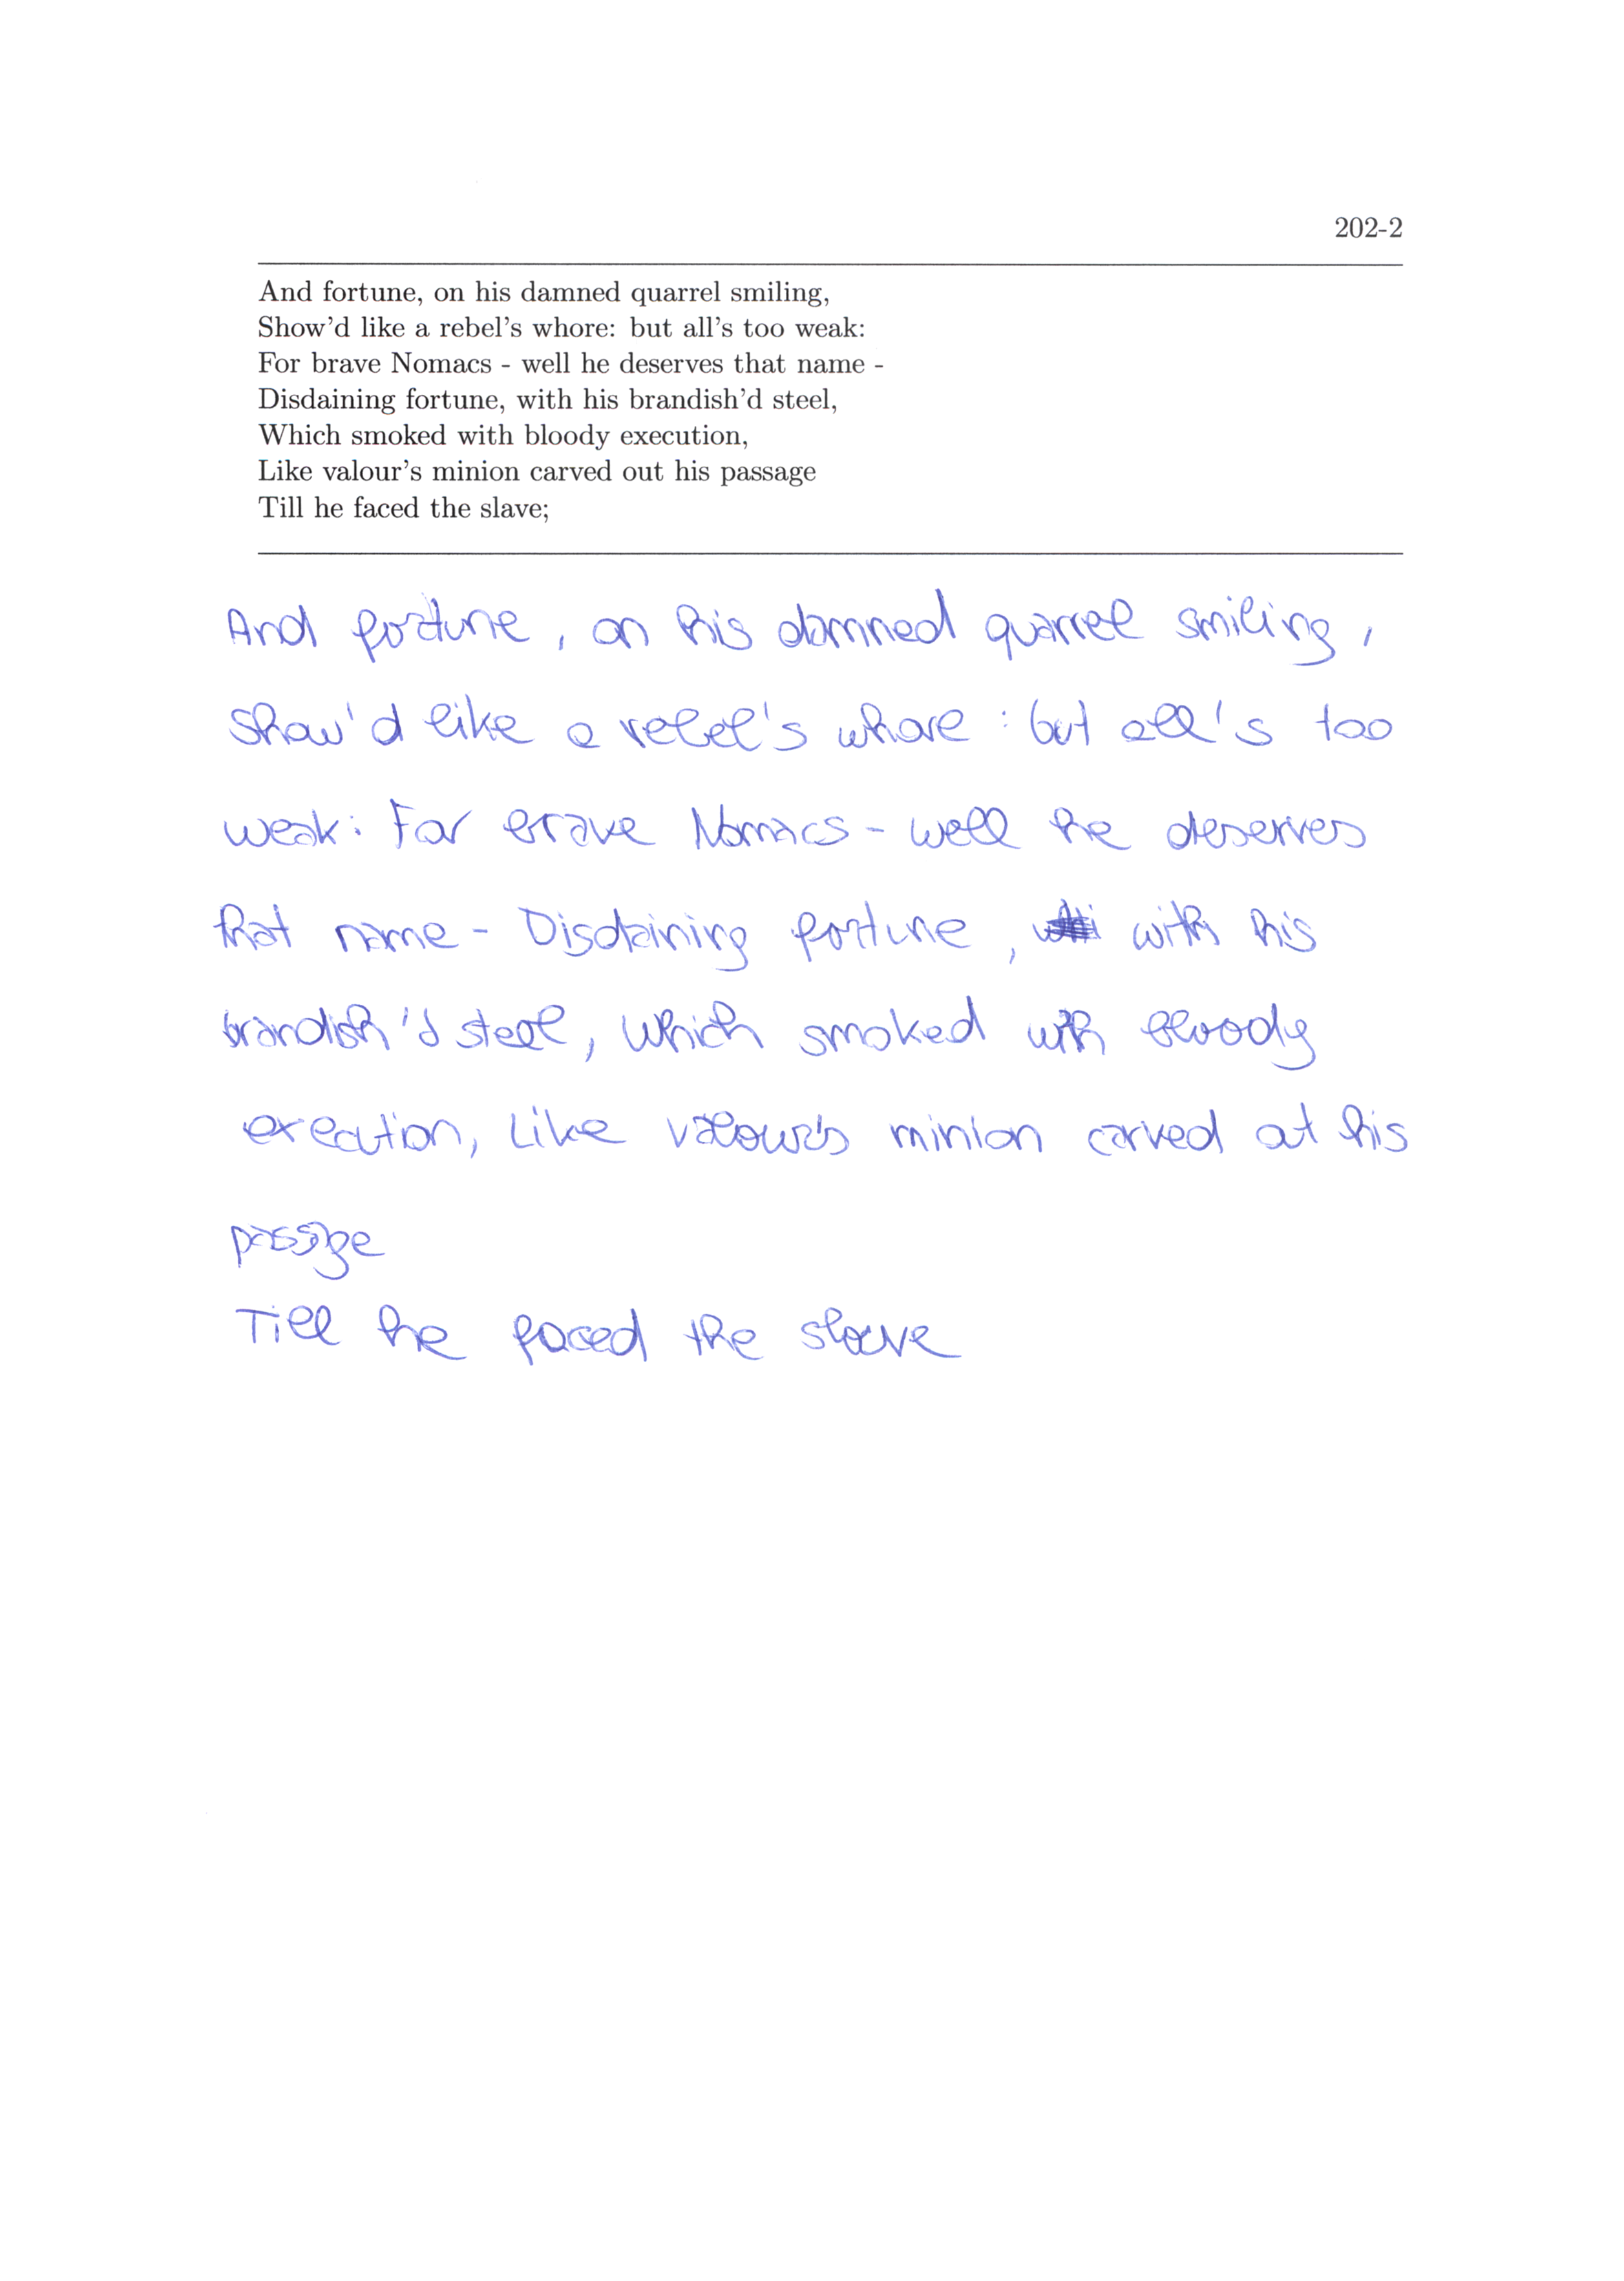 202-2
And fortune, on his damned quarrel smiling,
Show'd like a rebel's whore: but all's too weak:
For brave Nomacs - well he deserves that name -
Disdaining fortune, with his brandish'd steel,
Which smoked with bloody execution,
Like valour's minion carved out his passage
Till he faced the slave;
And fortune, on his damned quarrel smiling,
Show'd like a rebel's whore: but all's too
weak: For brave Nomacs - well he deserves
that name - Disdaining fortune, with his
brandish'd steel, Which smoked with bloody
execution, Like valour's minion carved out his
passage
Till he faced the slave